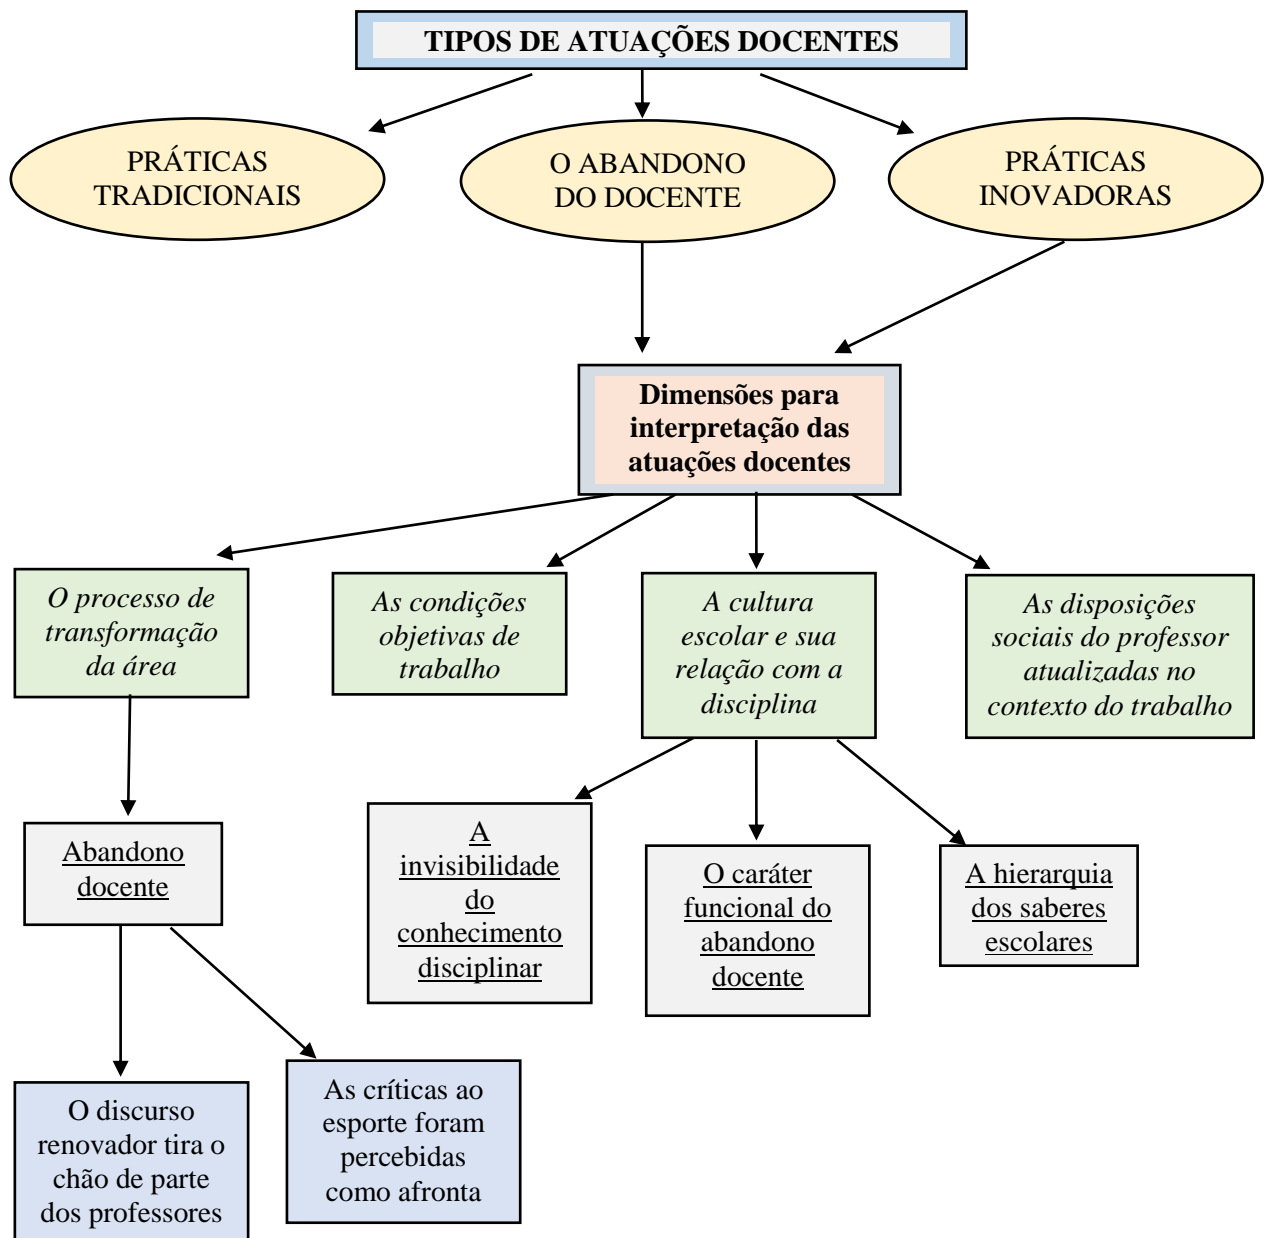 TIPOS DE ATUAÇÕES DOCENTES
PRÁTICAS
TRADICIONAIS
O ABANDONO
DO DOCENTE
PRÁTICAS
INOVADORAS
Dimensões para
interpretação das
atuações docentes
O processo de
transformação
da área
As condições
objetivas de
trabalho
A cultura
escolar e sua
relação com a
disciplina
As disposições
sociais do professor
atualizadas no
contexto do trabalho
Abandono
docente
A
invisibilidade
do
conhecimento
disciplinar
O caráter
funcional do
abandono
docente
A hierarquia
dos saberes
escolares
O discurso
renovador tira o
chão de parte
dos professores
As críticas ao
esporte foram
percebidas
como afronta